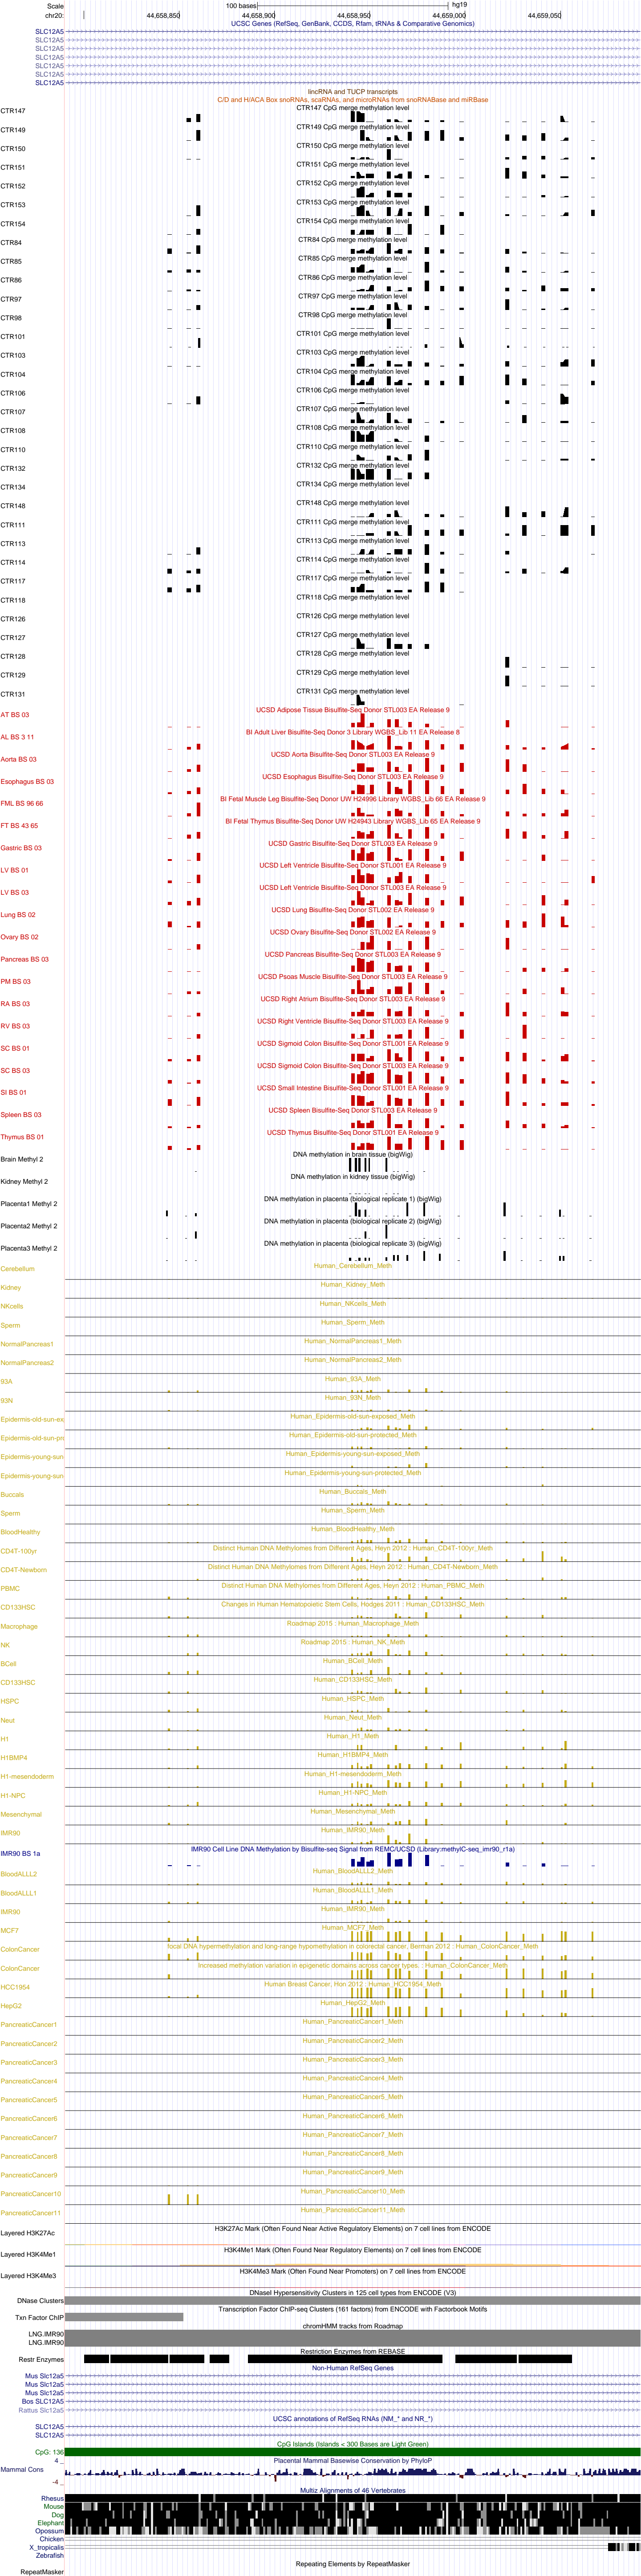 Scale 100 bases hg19
chr20: 44,658,850 44,658,900 44,658,950 44,659,000 44,659,050
UCSC Genes (RefSeq, GenBank, CCDS, Rfam, tRNAs & Comparative Genomics)
SLC12A5
SLC12A5
SLC12A5
SLC12A5
SLC12A5
SLC12A5
SLC12A5
lincRNA and TUCP transcripts
C/D and H/ACA Box snoRNAs, scaRNAs, and microRNAs from snoRNABase and miRBase
CTR147 CpG merge methylation level
CTR147
CTR149 CpG merge methylation level
CTR149
CTR150 CpG merge methylation level
CTR150
CTR151 CpG merge methylation level
CTR151
CTR152 CpG merge methylation level
CTR152
CTR153 CpG merge methylation level
CTR153
CTR154 CpG merge methylation level
CTR154
CTR84 CpG merge methylation level
CTR84
CTR85 CpG merge methylation level
CTR85
CTR86 CpG merge methylation level
CTR86
CTR97 CpG merge methylation level
CTR97
CTR98 CpG merge methylation level
CTR98
CTR101 CpG merge methylation level
CTR101
CTR103 CpG merge methylation level
CTR103
CTR104 CpG merge methylation level
CTR104
CTR106 CpG merge methylation level
CTR106
CTR107 CpG merge methylation level
CTR107
CTR108 CpG merge methylation level
CTR108
CTR110 CpG merge methylation level
CTR110
CTR132 CpG merge methylation level
CTR132
CTR134 CpG merge methylation level
CTR134
CTR148 CpG merge methylation level
CTR148
CTR111 CpG merge methylation level
CTR111
CTR113 CpG merge methylation level
CTR113
CTR114 CpG merge methylation level
CTR114
CTR117 CpG merge methylation level
CTR117
CTR118 CpG merge methylation level
CTR118
CTR126 CpG merge methylation level
CTR126
CTR127 CpG merge methylation level
CTR127
CTR128 CpG merge methylation level
CTR128
CTR129 CpG merge methylation level
CTR129
CTR131 CpG merge methylation level
CTR131
UCSD Adipose Tissue Bisulfite-Seq Donor STL003 EA Release 9
AT BS 03
BI Adult Liver Bisulfite-Seq Donor 3 Library WGBS_Lib 11 EA Release 8
AL BS 3 11
UCSD Aorta Bisulfite-Seq Donor STL003 EA Release 9
Aorta BS 03
UCSD Esophagus Bisulfite-Seq Donor STL003 EA Release 9
Esophagus BS 03
BI Fetal Muscle Leg Bisulfite-Seq Donor UW H24996 Library WGBS_Lib 66 EA Release 9
FML BS 96 66
BI Fetal Thymus Bisulfite-Seq Donor UW H24943 Library WGBS_Lib 65 EA Release 9
FT BS 43 65
UCSD Gastric Bisulfite-Seq Donor STL003 EA Release 9
Gastric BS 03
UCSD Left Ventricle Bisulfite-Seq Donor STL001 EA Release 9
LV BS 01
UCSD Left Ventricle Bisulfite-Seq Donor STL003 EA Release 9
LV BS 03
UCSD Lung Bisulfite-Seq Donor STL002 EA Release 9
Lung BS 02
UCSD Ovary Bisulfite-Seq Donor STL002 EA Release 9
Ovary BS 02
UCSD Pancreas Bisulfite-Seq Donor STL003 EA Release 9
Pancreas BS 03
UCSD Psoas Muscle Bisulfite-Seq Donor STL003 EA Release 9
PM BS 03
UCSD Right Atrium Bisulfite-Seq Donor STL003 EA Release 9
RA BS 03
UCSD Right Ventricle Bisulfite-Seq Donor STL003 EA Release 9
RV BS 03
UCSD Sigmoid Colon Bisulfite-Seq Donor STL001 EA Release 9
SC BS 01
UCSD Sigmoid Colon Bisulfite-Seq Donor STL003 EA Release 9
SC BS 03
UCSD Small Intestine Bisulfite-Seq Donor STL001 EA Release 9
SI BS 01
UCSD Spleen Bisulfite-Seq Donor STL003 EA Release 9
Spleen BS 03
UCSD Thymus Bisulfite-Seq Donor STL001 EA Release 9
Thymus BS 01
DNA methylation in brain tissue (bigWig)
Brain Methyl 2
DNA methylation in kidney tissue (bigWig)
Kidney Methyl 2
DNA methylation in placenta (biological replicate 1) (bigWig)
Placenta1 Methyl 2
DNA methylation in placenta (biological replicate 2) (bigWig)
Placenta2 Methyl 2
DNA methylation in placenta (biological replicate 3) (bigWig)
Placenta3 Methyl 2
Human_Cerebellum_Meth
Cerebellum
Human_Kidney_Meth
Kidney
Human_NKcells_Meth
NKcells
Human_Sperm_Meth
Sperm
Human_NormalPancreas1_Meth
NormalPancreas1
Human_NormalPancreas2_Meth
NormalPancreas2
Human_93A_Meth
93A
Human_93N_Meth
93N
Human_Epidermis-old-sun-exposed_Meth
Epidermis-old-sun-ex
Human_Epidermis-old-sun-protected_Meth
Epidermis-old-sun-pr
Human_Epidermis-young-sun-exposed_Meth
Epidermis-young-sun
Human_Epidermis-young-sun-protected_Meth
Epidermis-young-sun
Human_Buccals_Meth
Buccals
Human_Sperm_Meth
Sperm
Human_BloodHealthy_Meth
BloodHealthy
Distinct Human DNA Methylomes from Different Ages, Heyn 2012 : Human_CD4T-100yr_Meth
CD4T-100yr
Distinct Human DNA Methylomes from Different Ages, Heyn 2012 : Human_CD4T-Newborn_Meth
CD4T-Newborn
Distinct Human DNA Methylomes from Different Ages, Heyn 2012 : Human_PBMC_Meth
PBMC
Changes in Human Hematopoietic Stem Cells, Hodges 2011 : Human_CD133HSC_Meth
CD133HSC
Roadmap 2015 : Human_Macrophage_Meth
Macrophage
Roadmap 2015 : Human_NK_Meth
NK
Human_BCell_Meth
BCell
Human_CD133HSC_Meth
CD133HSC
Human_HSPC_Meth
HSPC
Human_Neut_Meth
Neut
Human_H1_Meth
H1
Human_H1BMP4_Meth
H1BMP4
Human_H1-mesendoderm_Meth
H1-mesendoderm
Human_H1-NPC_Meth
H1-NPC
Human_Mesenchymal_Meth
Mesenchymal
Human_IMR90_Meth
IMR90
IMR90 Cell Line DNA Methylation by Bisulfite-seq Signal from REMC/UCSD (Library:methylC-seq_imr90_r1a)
IMR90 BS 1a
Human_BloodALLL2_Meth
BloodALLL2
Human_BloodALLL1_Meth
BloodALLL1
Human_IMR90_Meth
IMR90
Human_MCF7_Meth
MCF7
focal DNA hypermethylation and long-range hypomethylation in colorectal cancer, Berman 2012 : Human_ColonCancer_Meth
ColonCancer
Increased methylation variation in epigenetic domains across cancer types. : Human_ColonCancer_Meth
ColonCancer
Human Breast Cancer, Hon 2012 : Human_HCC1954_Meth
HCC1954
Human_HepG2_Meth
HepG2
Human_PancreaticCancer1_Meth
PancreaticCancer1
Human_PancreaticCancer2_Meth
PancreaticCancer2
Human_PancreaticCancer3_Meth
PancreaticCancer3
Human_PancreaticCancer4_Meth
PancreaticCancer4
Human_PancreaticCancer5_Meth
PancreaticCancer5
Human_PancreaticCancer6_Meth
PancreaticCancer6
Human_PancreaticCancer7_Meth
PancreaticCancer7
Human_PancreaticCancer8_Meth
PancreaticCancer8
Human_PancreaticCancer9_Meth
PancreaticCancer9
Human_PancreaticCancer10_Meth
PancreaticCancer10
Human_PancreaticCancer11_Meth
PancreaticCancer11
H3K27Ac Mark (Often Found Near Active Regulatory Elements) on 7 cell lines from ENCODE
Layered H3K27Ac
H3K4Me1 Mark (Often Found Near Regulatory Elements) on 7 cell lines from ENCODE
Layered H3K4Me1
H3K4Me3 Mark (Often Found Near Promoters) on 7 cell lines from ENCODE
Layered H3K4Me3
DNaseI Hypersensitivity Clusters in 125 cell types from ENCODE (V3)
DNase Clusters
Transcription Factor ChIP-seq Clusters (161 factors) from ENCODE with Factorbook Motifs
Txn Factor ChIP
chromHMM tracks from Roadmap
LNG.IMR90
LNG.IMR90
Restriction Enzymes from REBASE
Restr Enzymes
Non-Human RefSeq Genes
Mus Slc12a5
Mus Slc12a5
Mus Slc12a5
Bos SLC12A5
Rattus Slc12a5
UCSC annotations of RefSeq RNAs (NM_* and NR_*)
SLC12A5
SLC12A5
CpG Islands (Islands < 300 Bases are Light Green)
CpG: 136
Placental Mammal Basewise Conservation by PhyloP
4 _
Mammal Cons
-4 _
Multiz Alignments of 46 Vertebrates
Rhesus
Mouse
Dog
Elephant
Opossum
Chicken
X_tropicalis
Zebrafish
Repeating Elements by RepeatMasker
RepeatMasker